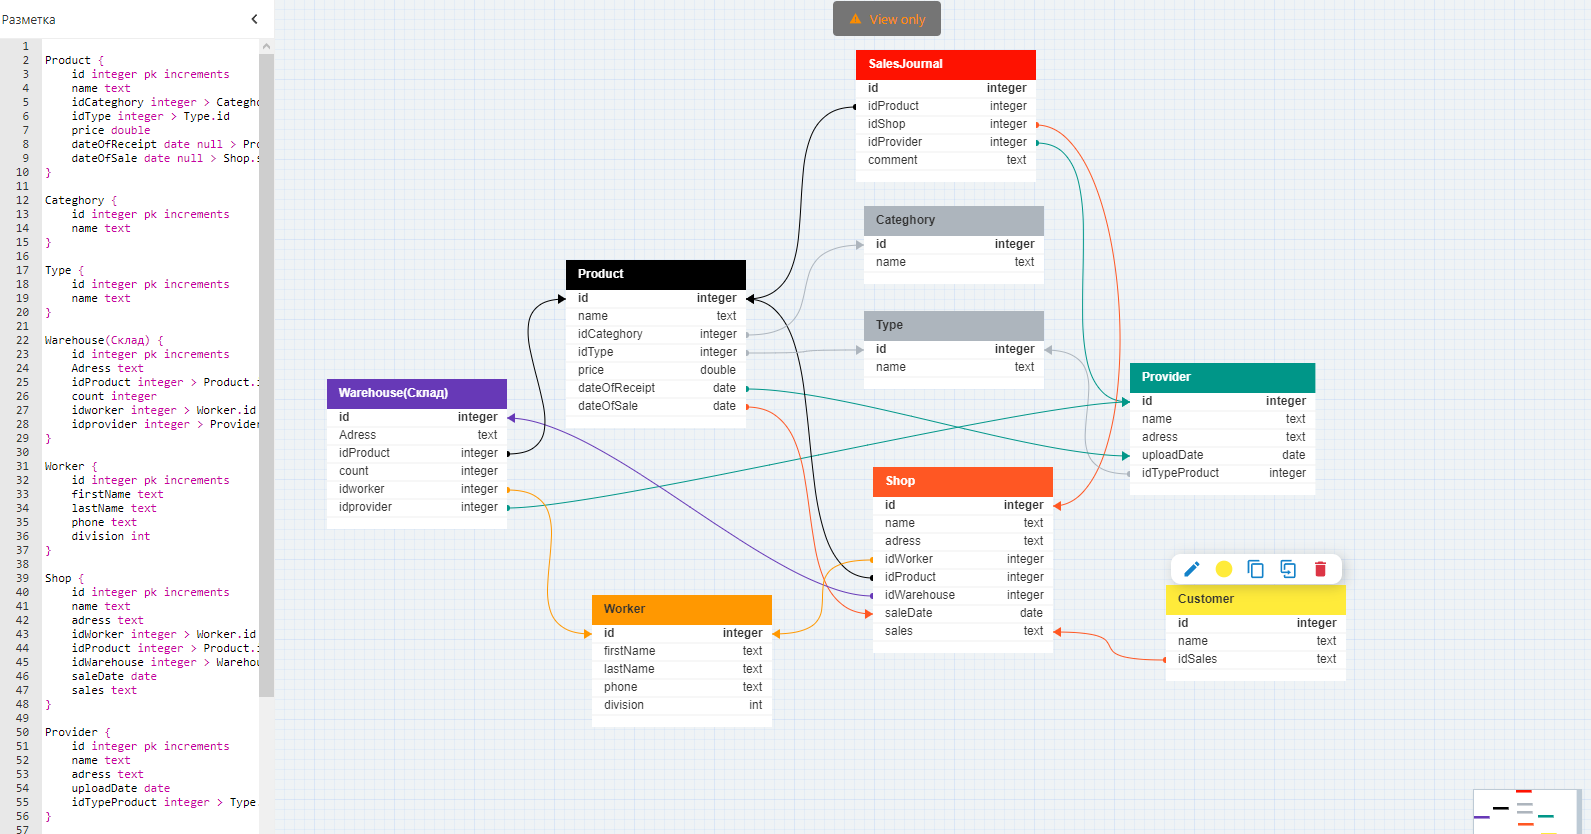 Разметка
View only
1
2 Product {
3 id integer pk increments
4 name text
5 idCateghory integer > Categho
6 idType integer > Type.id
7 price double
8 dateOfReceipt date null > Pro
9 dateOfSale date null > Shop.s
10 }
11
12 Categhory {
13 id integer pk increments
14 name text
15 }
16
17 Type {
18 id integer pk increments
19 name text
20 }
21
22 Warehouse(Склад) {
23 id integer pk increments
24 Adress text
25 idProduct integer > Product.i
26 count integer
27 idworker integer > Worker.id
28 idprovider integer > Provider
29 }
30
31 Worker {
32 id integer pk increments
33 firstName text
34 lastName text
35 phone text
36 division int
37 }
38
39 Shop {
40 id integer pk increments
41 name text
42 adress text
43 idWorker integer > Worker.id
44 idProduct integer > Product.i
45 idWarehouse integer > Warehou
46 saleDate date
47 sales text
48 }
49
50 Provider {
51 id integer pk increments
52 name text
53 adress text
54 uploadDate date
55 idTypeProduct integer > Type
56 }
57
SalesJournal
id integer
idProduct integer
idShop integer
idProvider integer
comment text
Categhory
id integer
name text
Product
id integer
name text
idCateghory integer
idType integer
price double
dateOfReceipt date
dateOfSale date
Type
id integer
name text
Provider
id integer
name text
adress text
uploadDate date
idTypeProduct integer
Warehouse(Склад)
id integer
Adress text
idProduct integer
count integer
idworker integer
idprovider integer
Shop
id integer
name text
adress text
idWorker integer
idProduct integer
idWarehouse integer
saleDate date
sales text
Worker
id integer
firstName text
lastName text
phone text
division int
Customer
id integer
name text
idSales text